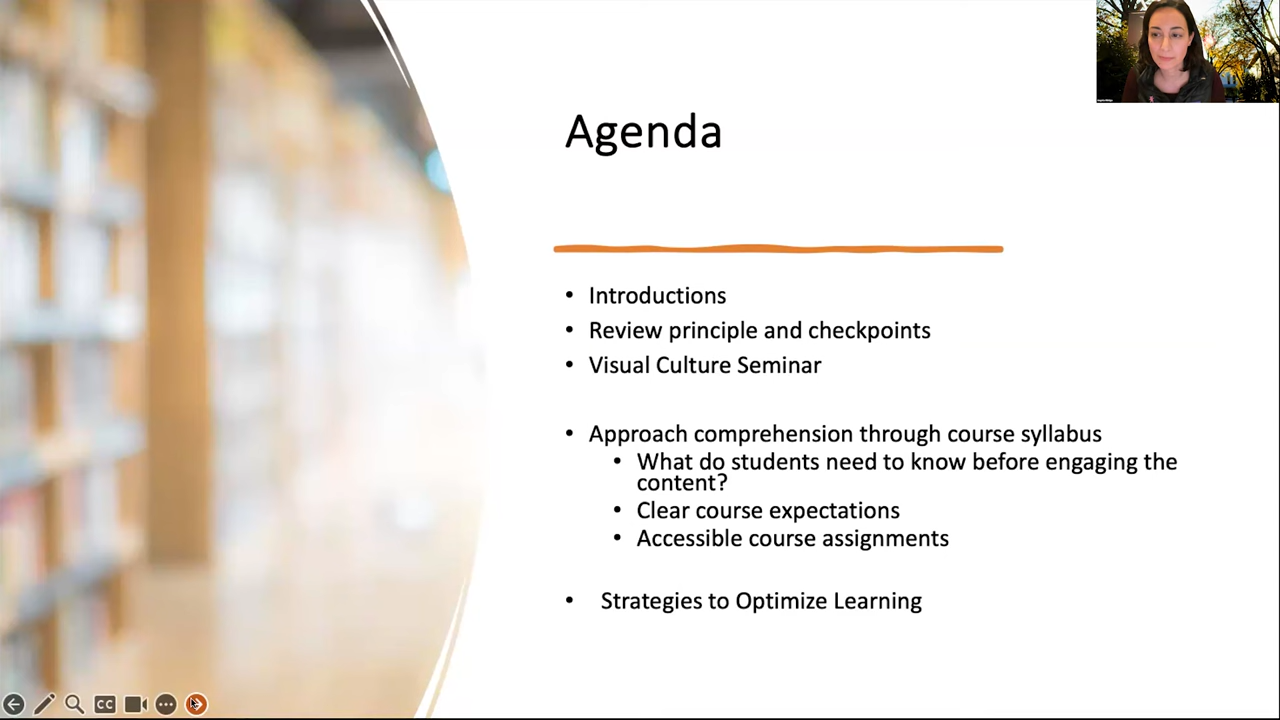 Agenda
• Introductions
• Review principle and checkpoints
• Visual Culture Seminar
• Approach comprehension through course syllabus
• What do students need to know before engaging the
content?
• Clear course expectations
• Accessible course assignments
• Strategies to Optimize Learning
CC